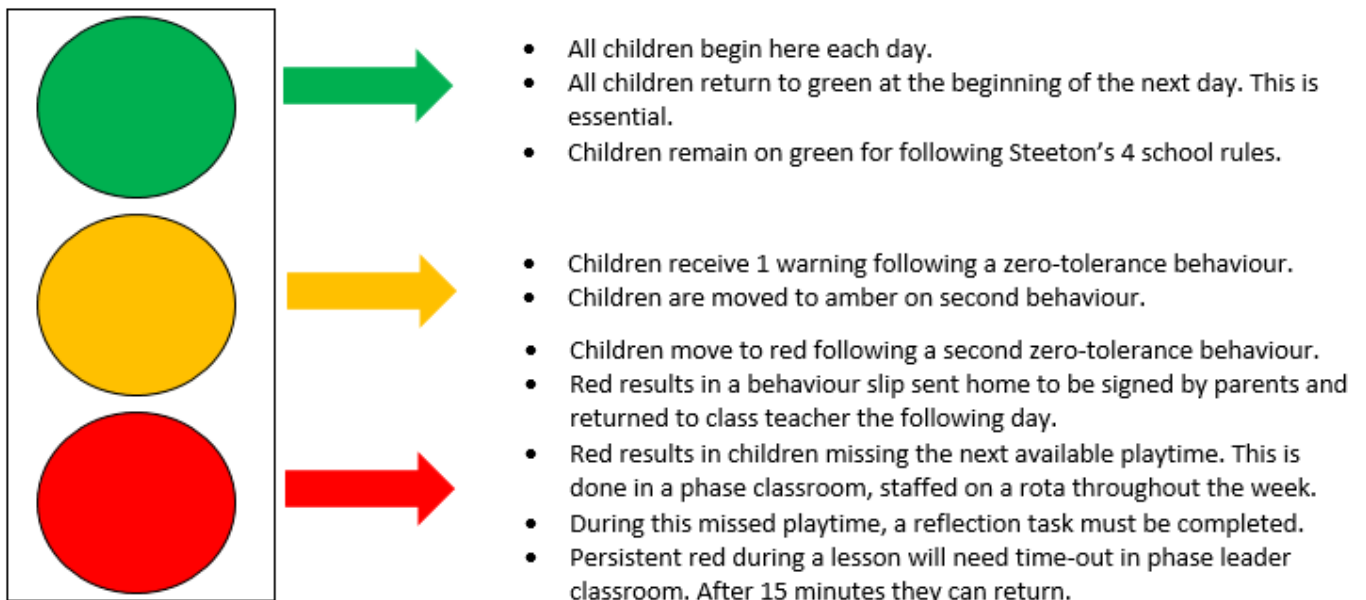 • All children begin here each day.
• All children return to green at the beginning of the next day. This is
essential.
• Children remain on green for following Steeton’s 4 school rules.
• Children receive 1 warning following a zero-tolerance behaviour.
• Children are moved to amber on second behaviour.
• Children move to red following a second zero-tolerance behaviour.
• Red results in a behaviour slip sent home to be signed by parents and
returned to class teacher the following day.
• Red results in children missing the next available playtime. This is
done in a phase classroom, staffed on a rota throughout the week.
• During this missed playtime, a reflection task must be completed.
• Persistent red during a lesson will need time-out in phase leader
classroom. After 15 minutes they can return.